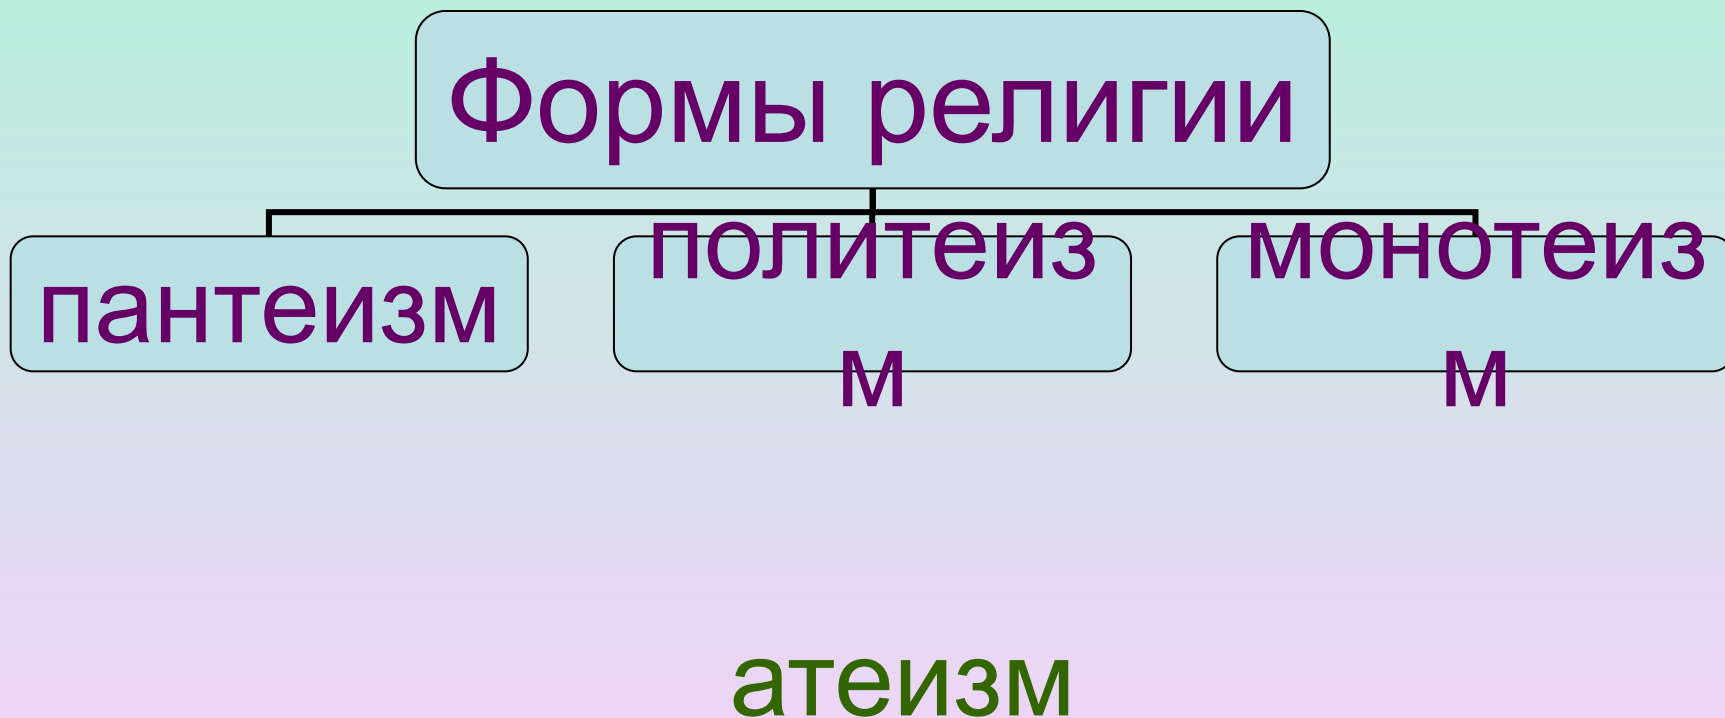 Формы религии
пантеизм
политеиз
м
монотеиз
м
атеизм